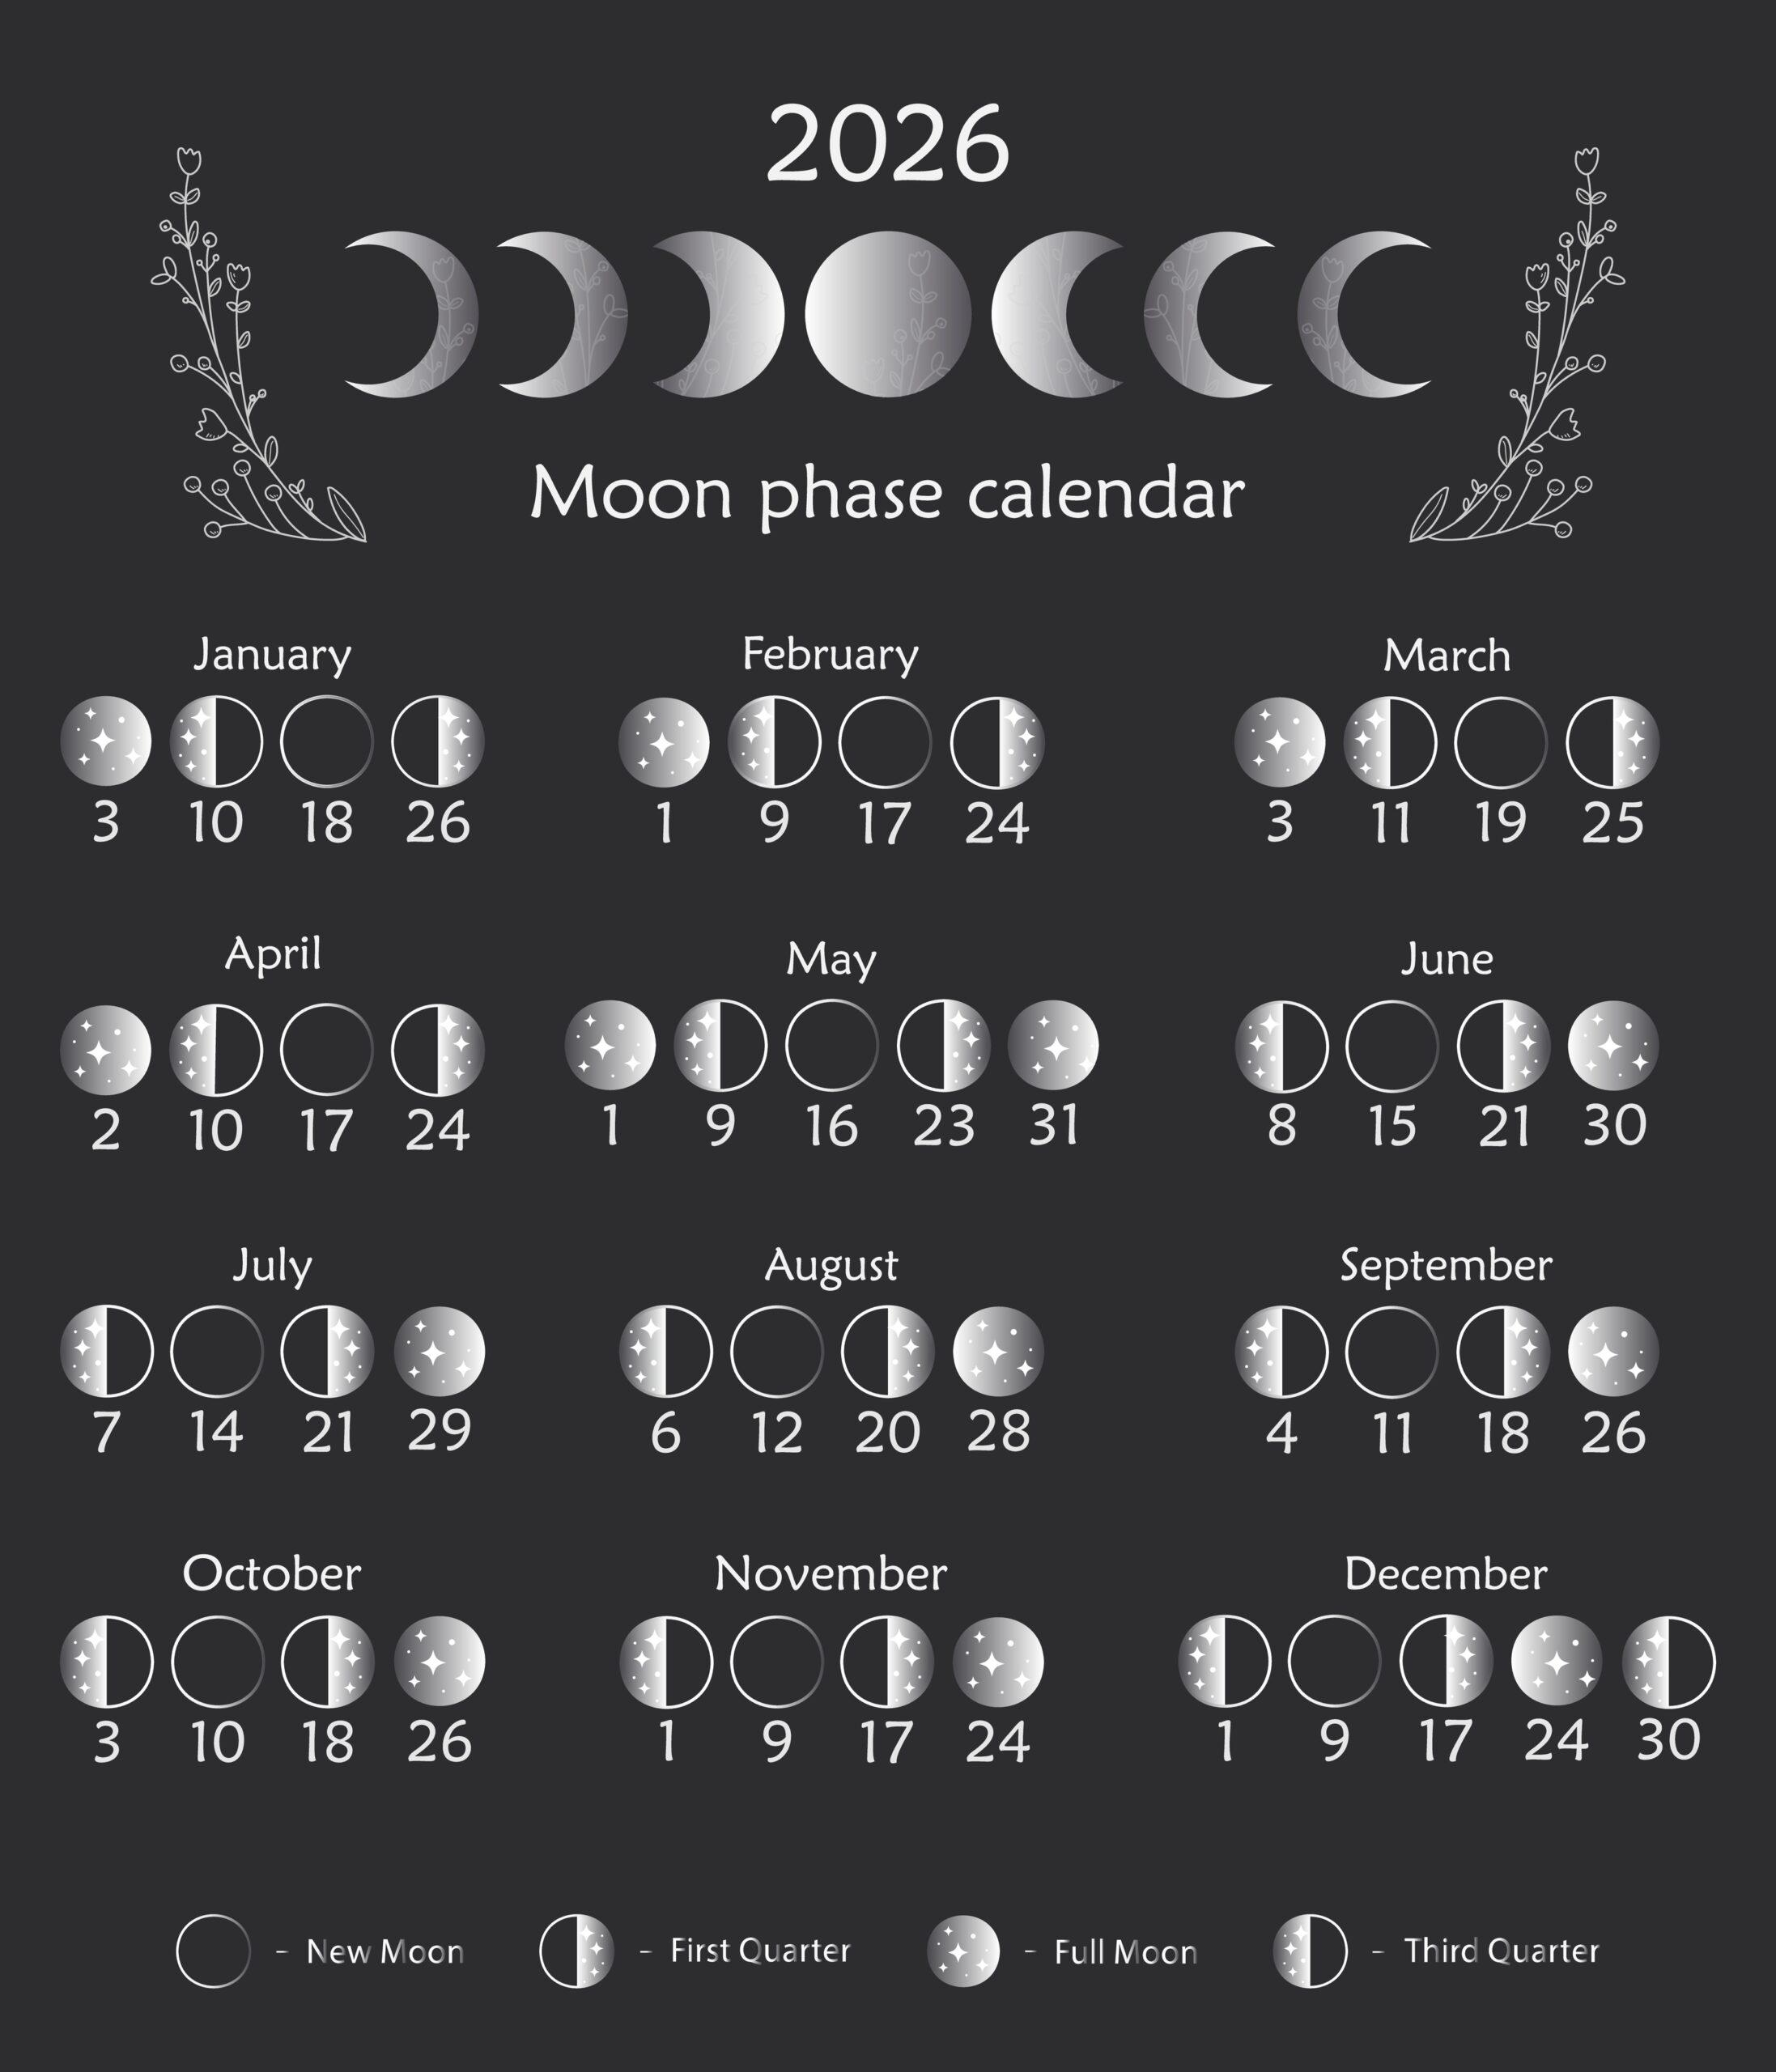 2026
Moon phase calendar
January February March
3 10 18 26 1 9 17 24 3 11 19 25
April May June
2 10 17 24 1 9 16 23 31 8 15 21 30
July August September
7 14 21 29 6 12 20 28 4 11 18 26
October November December
3 10 18 26 1 9 17 24 1 9 17 24 30
- New Moon - First Quarter - Full Moon - Third Quarter